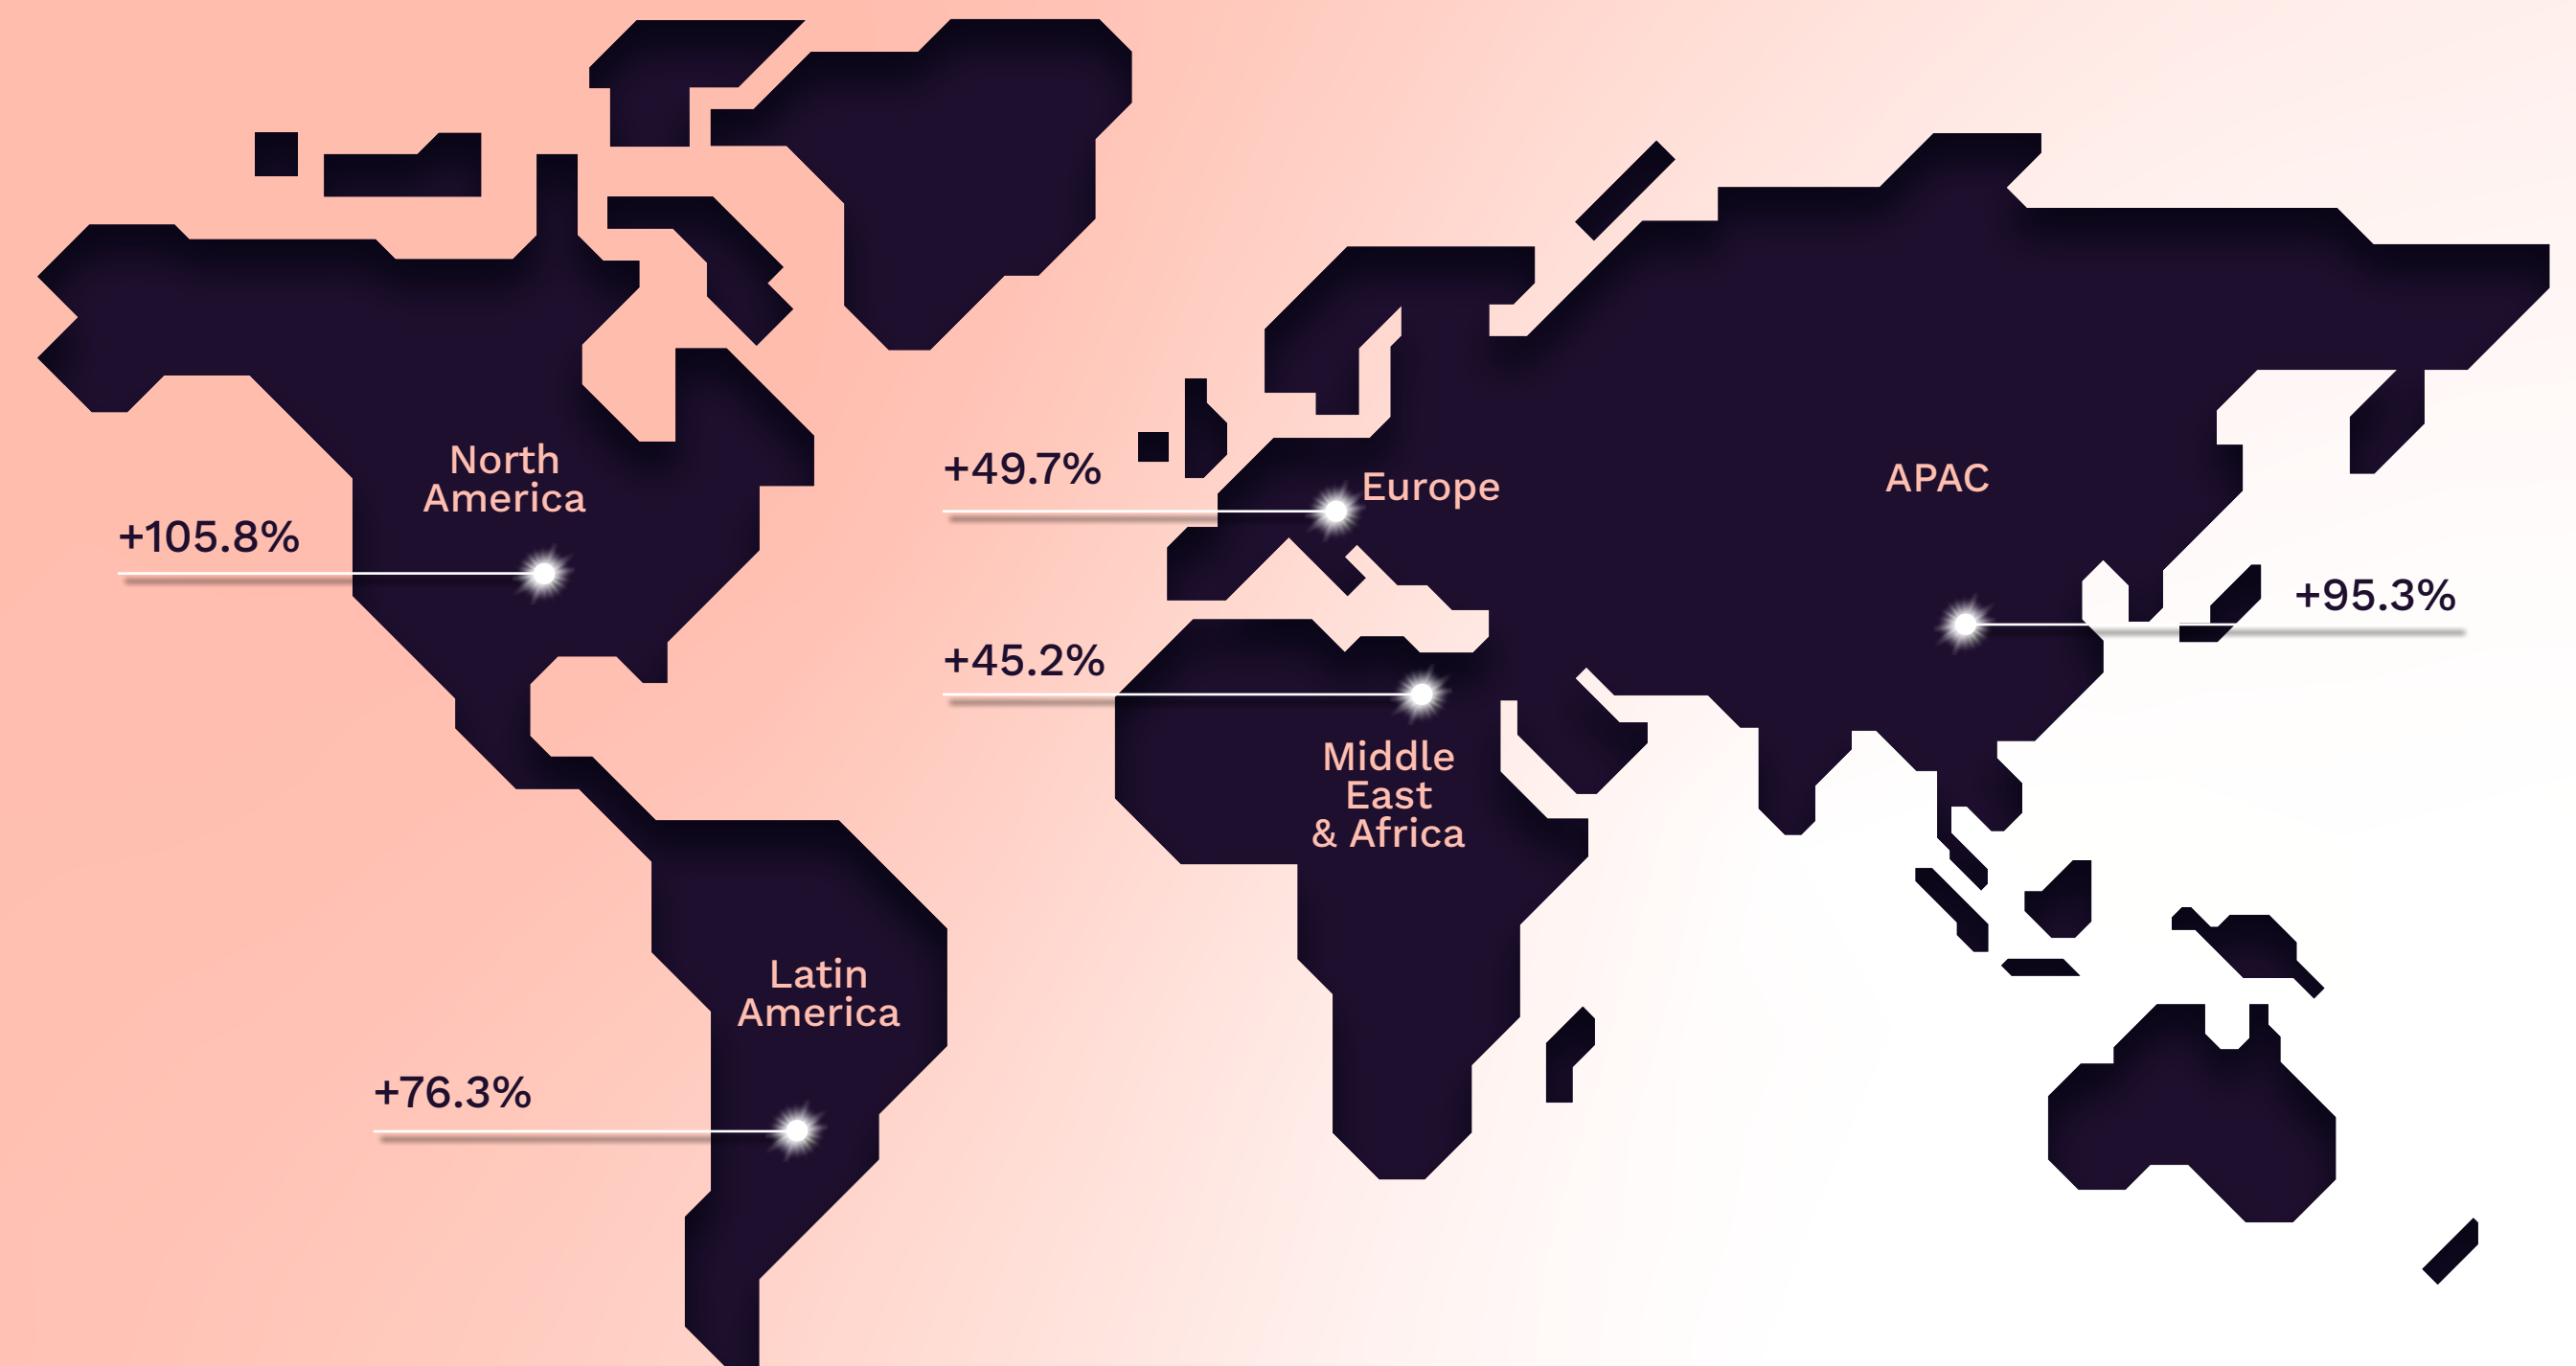 North
America
+105.8%
+49.7%
Europe
APAC
+95.3%
+45.2%
Middle
East
& Africa
Latin
America
+76.3%